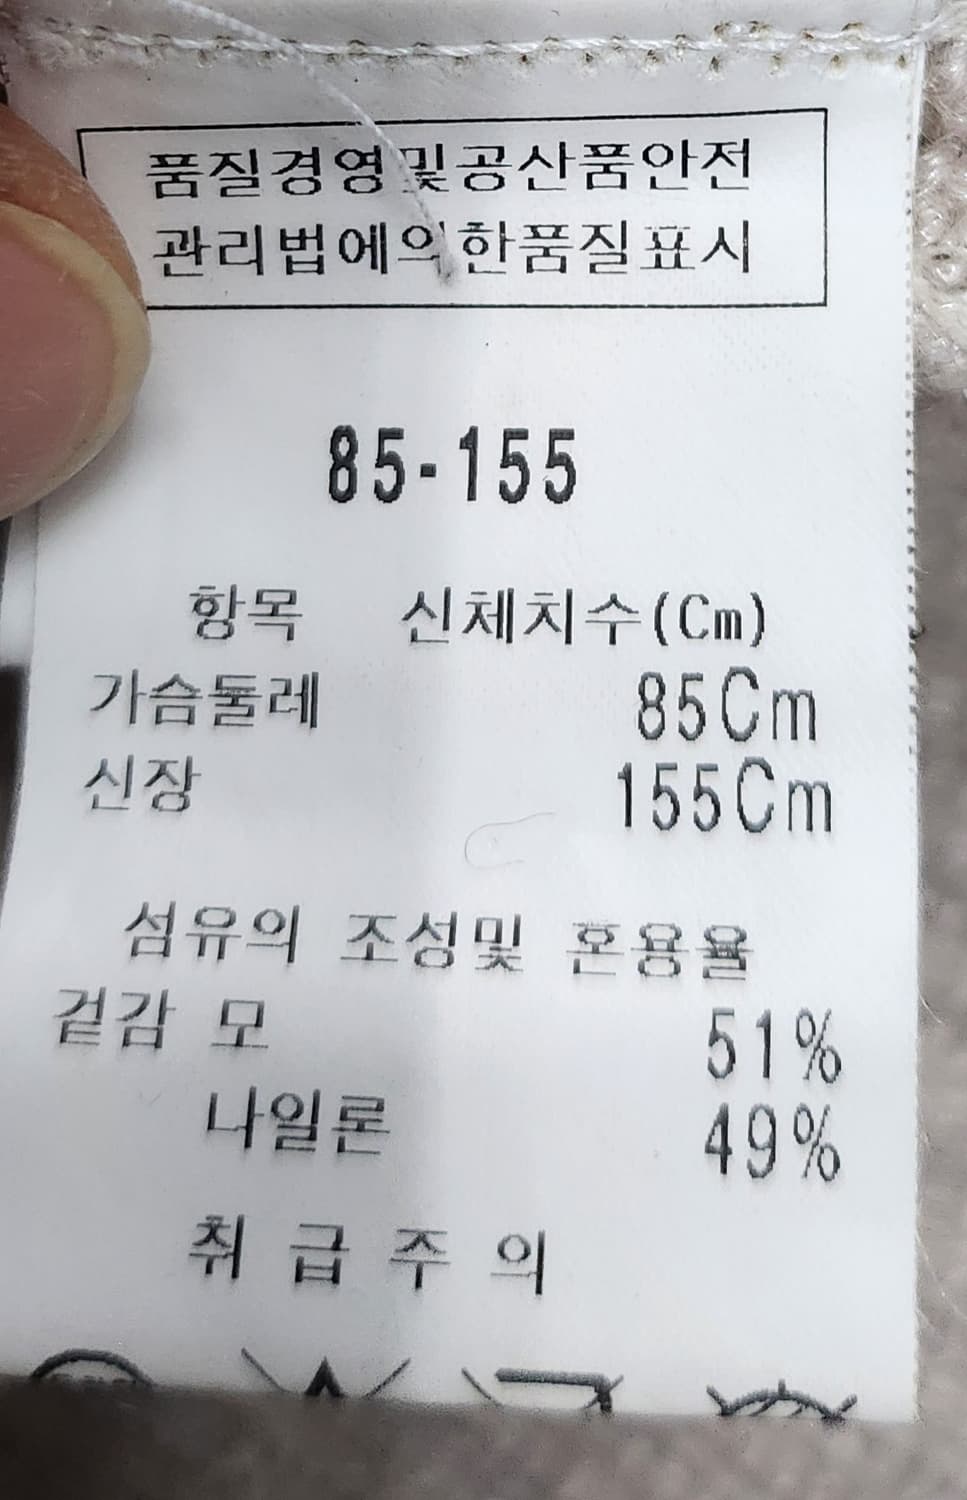 품질경영및공산품안전
관리법에의한품질표시
85-155
항목 신체치수(Cm)
가슴둘레 85Cm
신장 155Cm
섬유의 조성및 혼용율
겉감 모 51%
나일론 49%
취 급 주 의